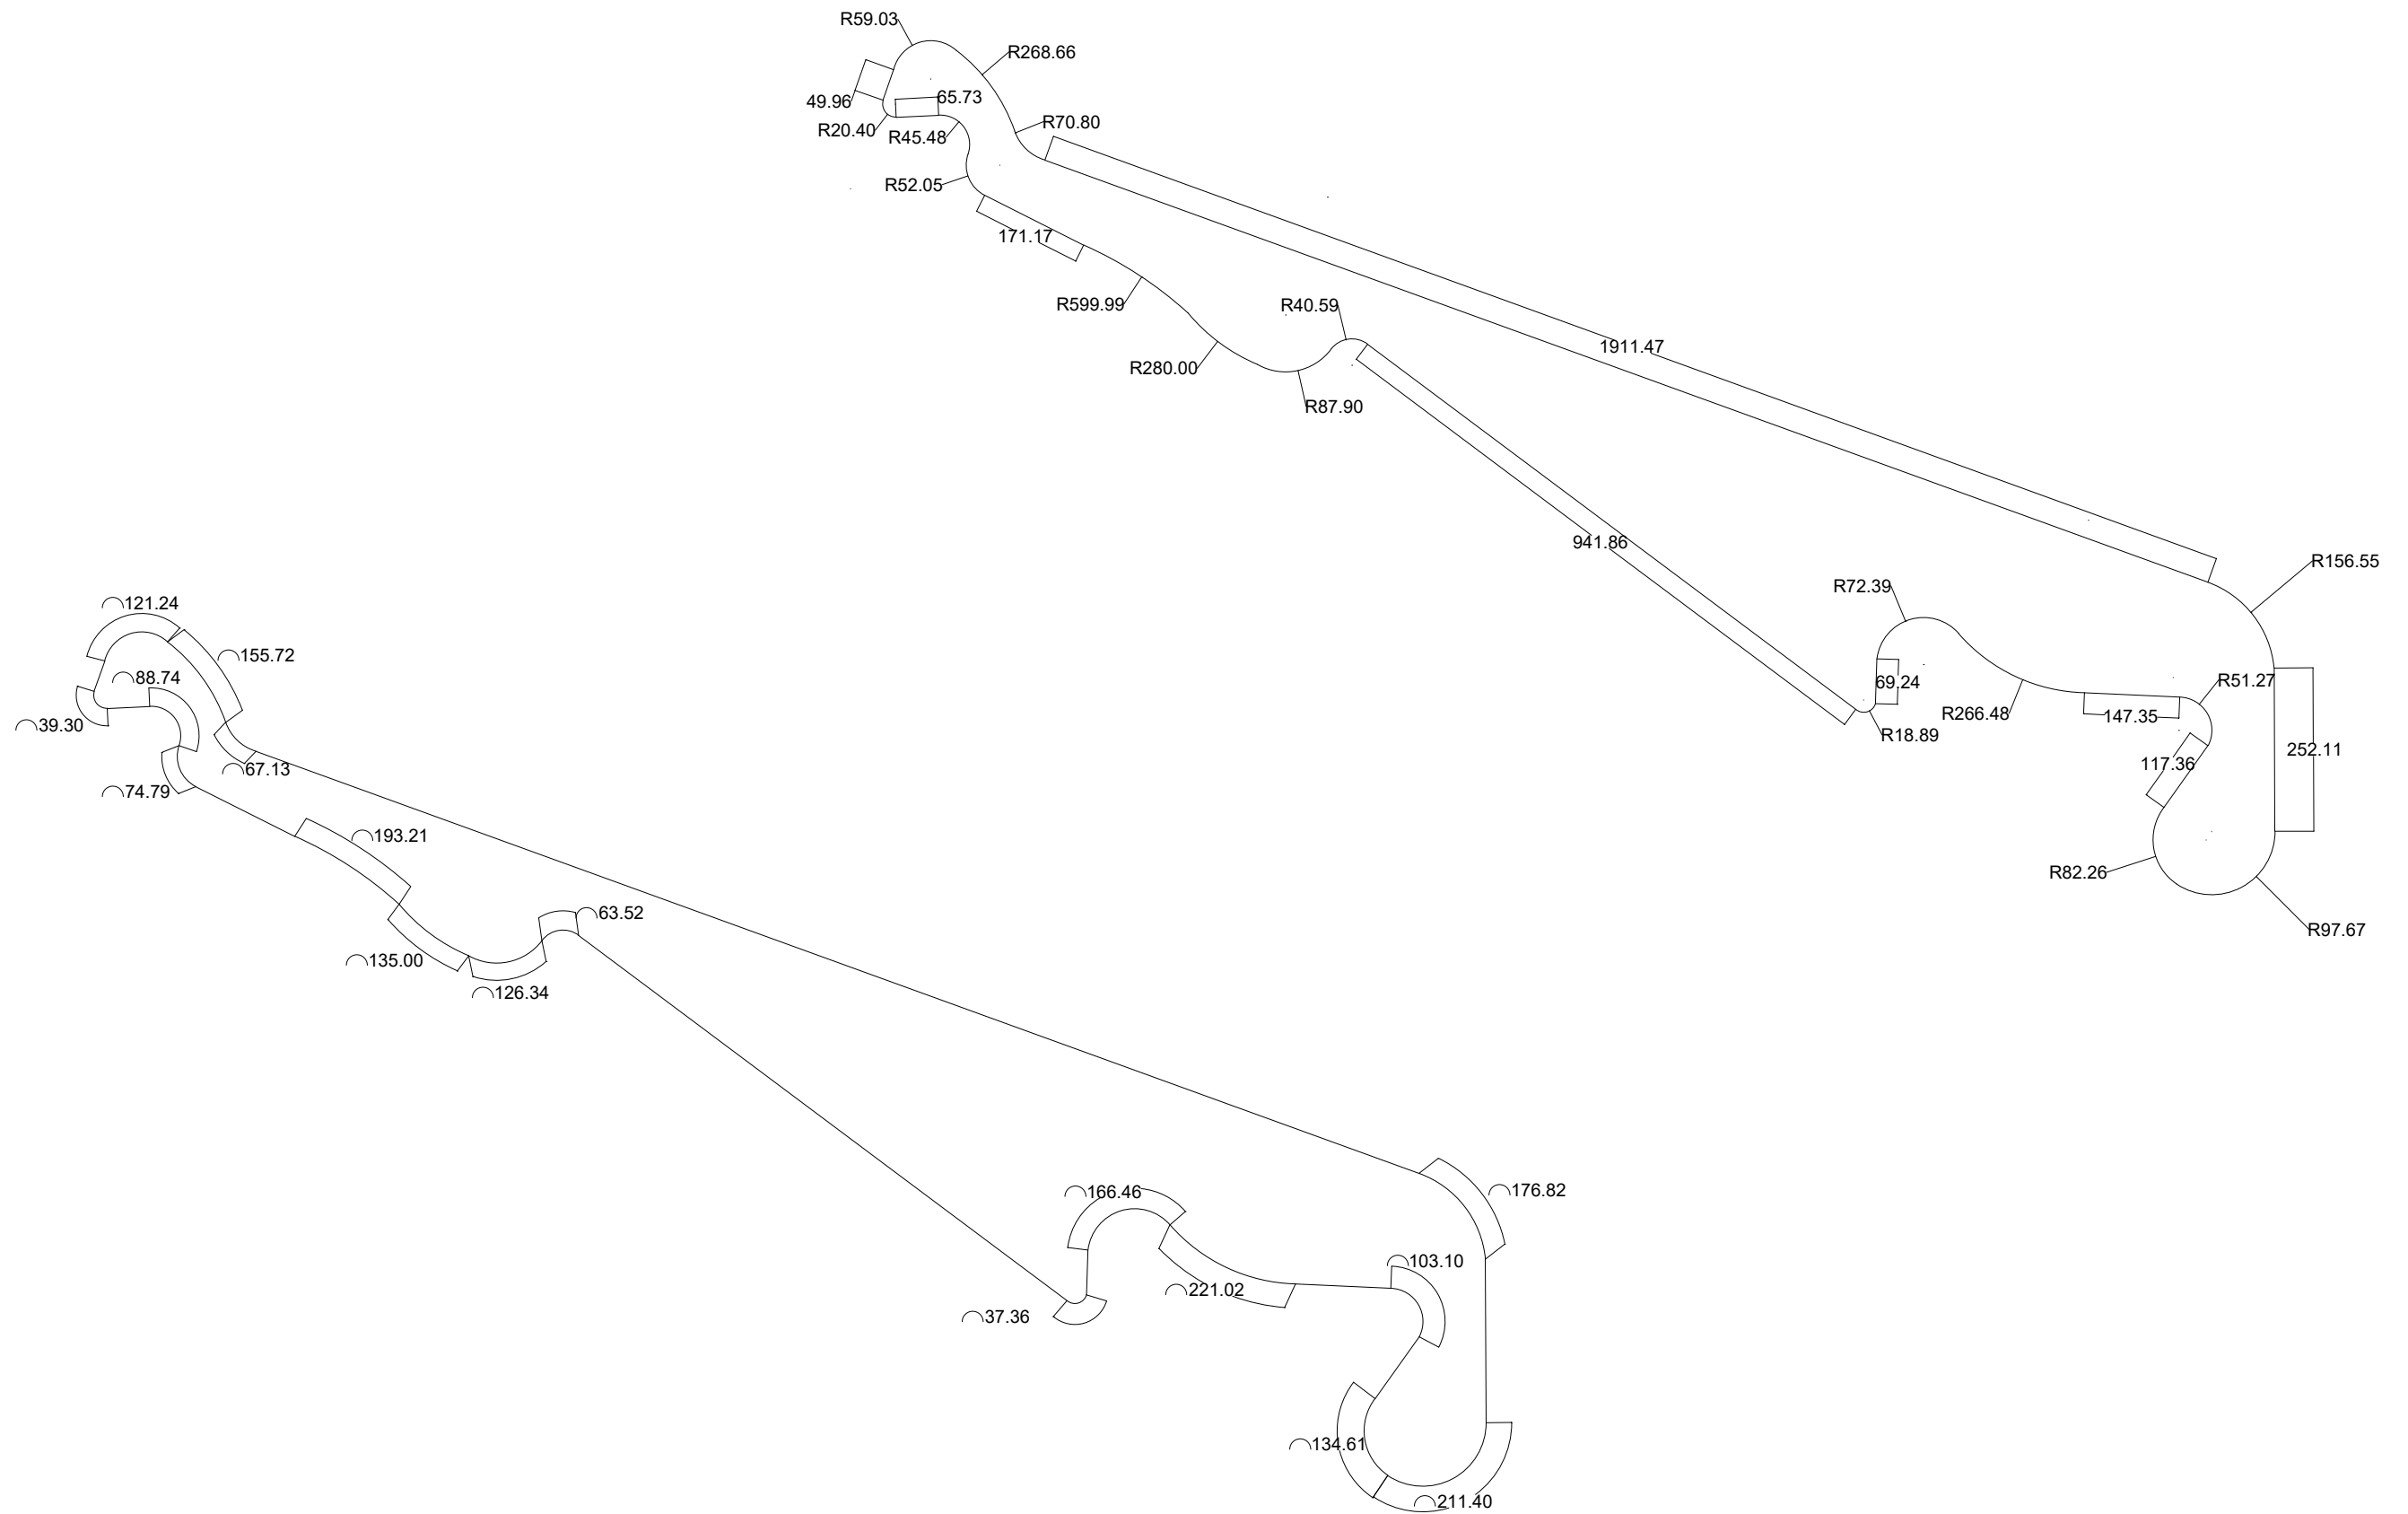 R59.03
R268.66
49.96
65.73
R20.40
R45.48
R70.80
R52.05
171.17
R599.99
R40.59
1911.47
R280.00
R87.90
941.86
R156.55
R72.39
69.24
R51.27
R266.48
147.35
R18.89
252.11
117.36
R82.26
R97.67
121.24
155.72
88.74
39.30
67.13
74.79
193.21
63.52
135.00
126.34
166.46
176.82
103.10
221.02
37.36
134.61
211.40